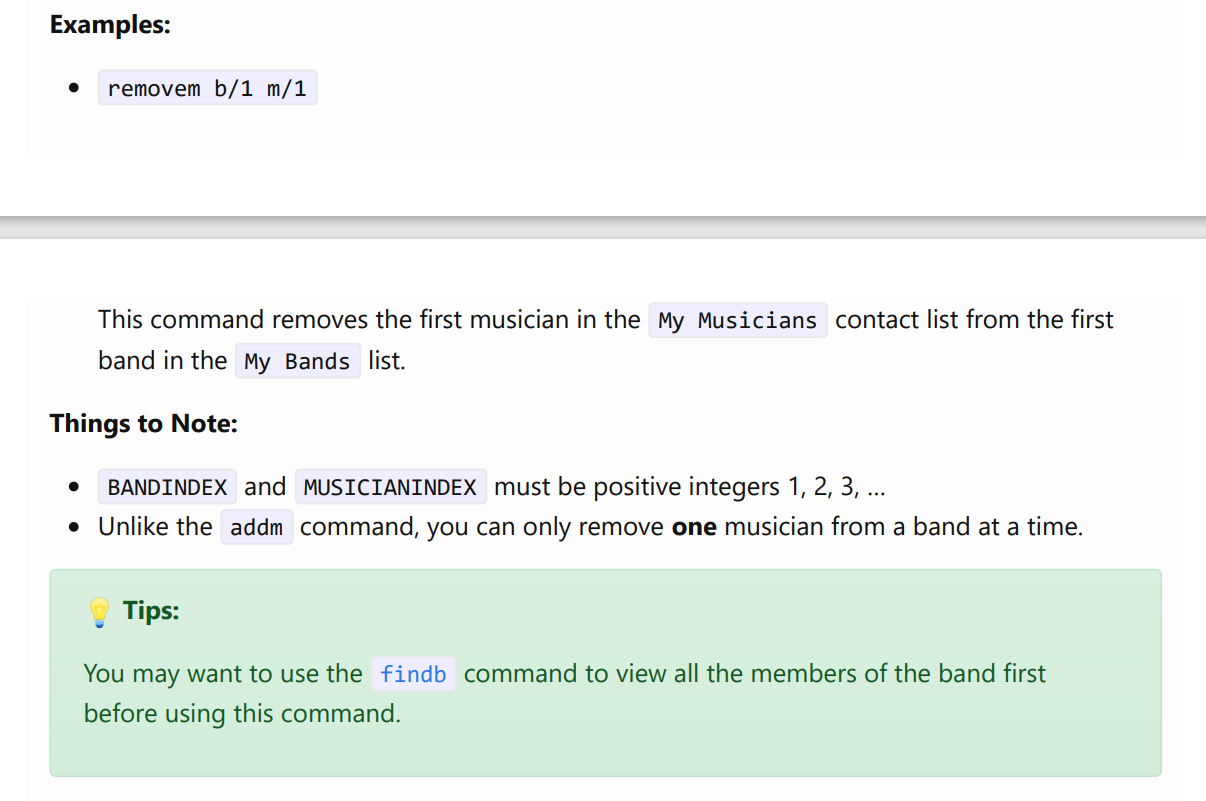 Examples:
removem b/1 m/1
This command removes the first musician in the My Musicians contact list from the first
band in the My Bands list.
Things to Note:
BANDINDEX and MUSICIANINDEX must be positive integers 1, 2, 3, …
Unlike the addm command, you can only remove one musician from a band at a time.
💡 Tips:
You may want to use the findb command to view all the members of the band first
before using this command.